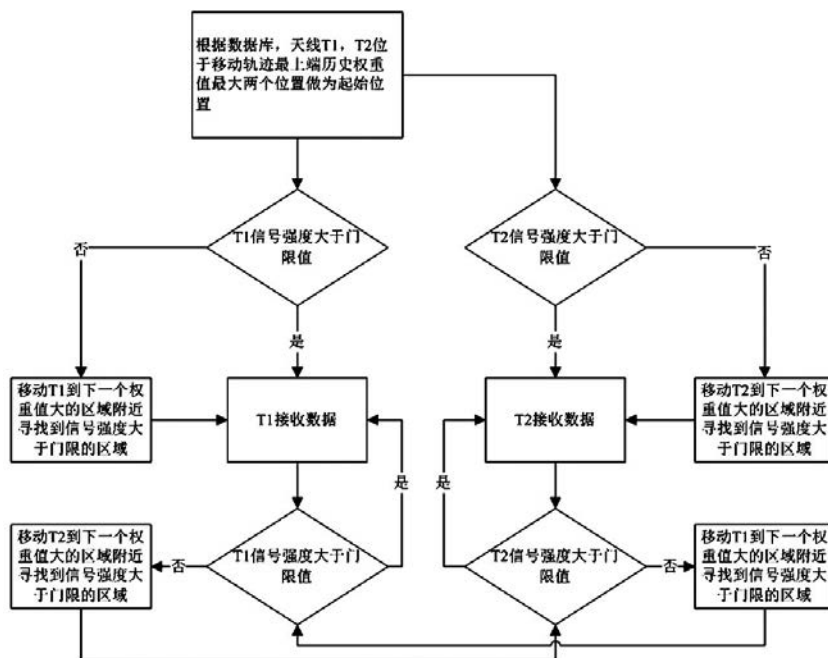 根据数据库，天线T1，T2位
于移动轨迹最上端历史权重
值最大两个位置做为起始位
置
T1信号强度大于门
限值
T2信号强度大于门
限值
否
否
是
是
移动T1到下一个权
重值大的区域附近
寻找到信号强度大
于门限的区域
T1接收数据
T2接收数据
移动T2到下一个权
重值大的区域附近
寻找到信号强度大
于门限的区域
是
是
移动T2到下一个权
重值大的区域附近
寻找到信号强度大
于门限的区域
否
T1信号强度大于门
限值
T2信号强度大于门
限值
否
移动T1到下一个权
重值大的区域附近
寻找到信号强度大
于门限的区域